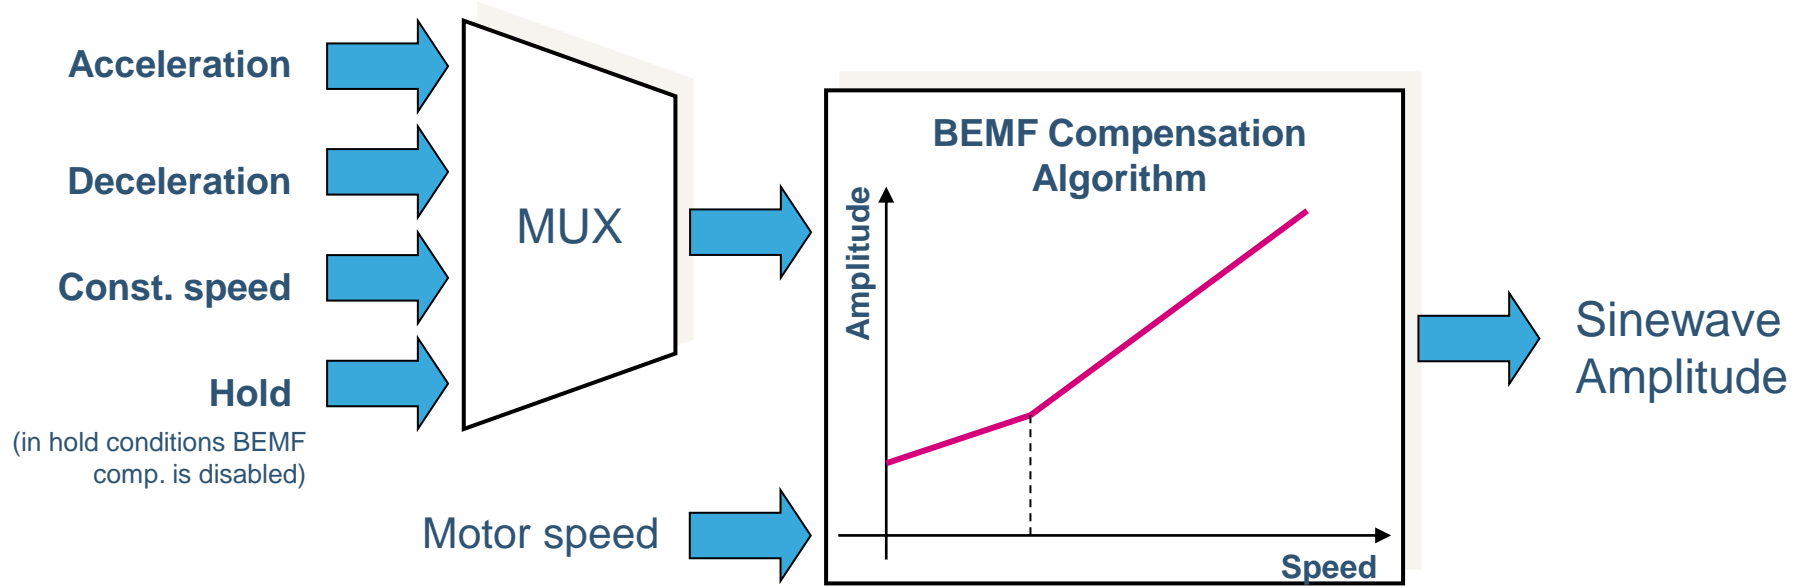 Acceleration
Deceleration
Const. speed
Hold
(in hold conditions BEMF
comp. is disabled)
MUX
Motor speed
BEMF Compensation
Algorithm
Amplitude
Speed
Sinewave
Amplitude